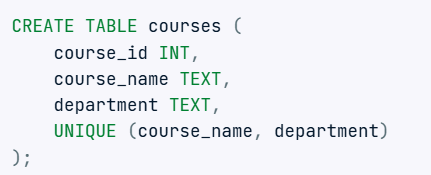 CREATE TABLE courses (
    course_id INT,
    course_name TEXT,
    department TEXT,
    UNIQUE (course_name, department)
);